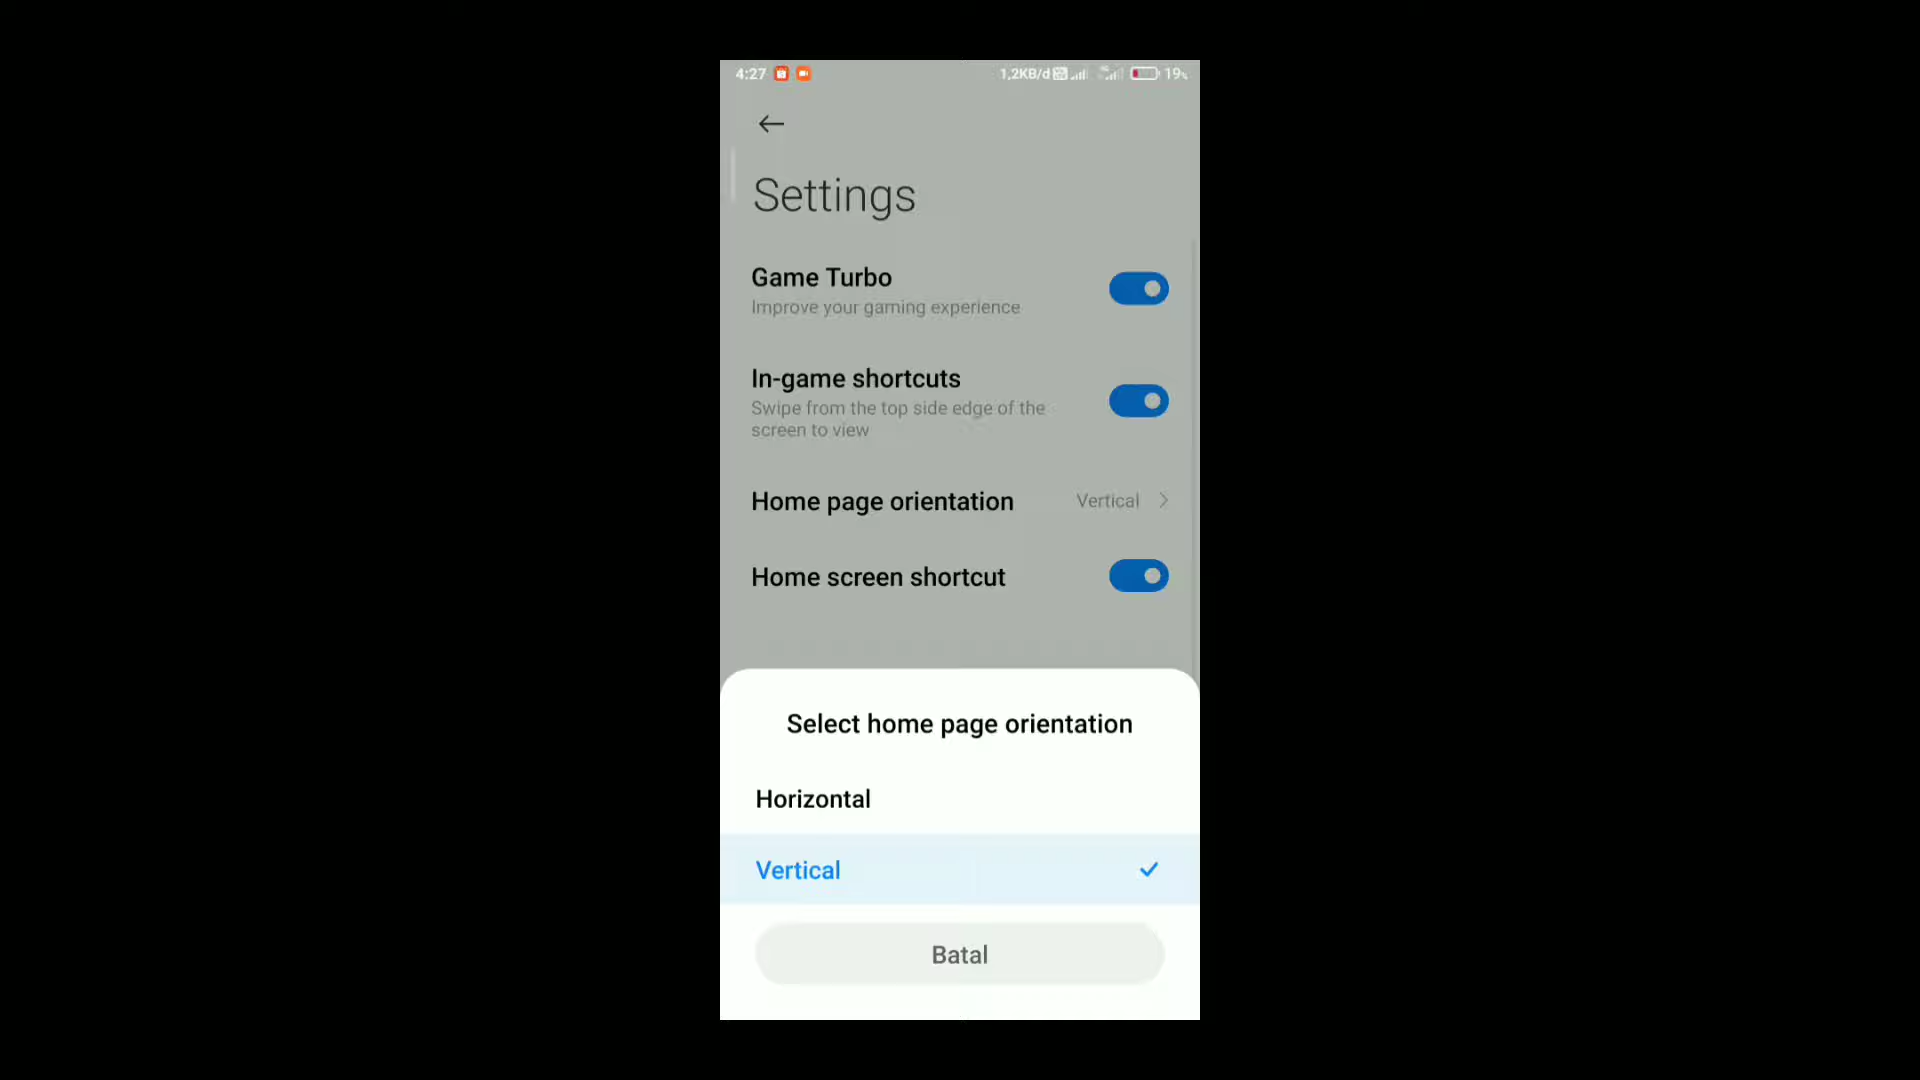 4:27 1,2KB/d 19%
Settings
Game Turbo
Improve your gaming experience
In-game shortcuts
Swipe from the top side edge of the
screen to view
Home page orientation Vertical
Home screen shortcut
Select home page orientation
Horizontal
Vertical
Batal